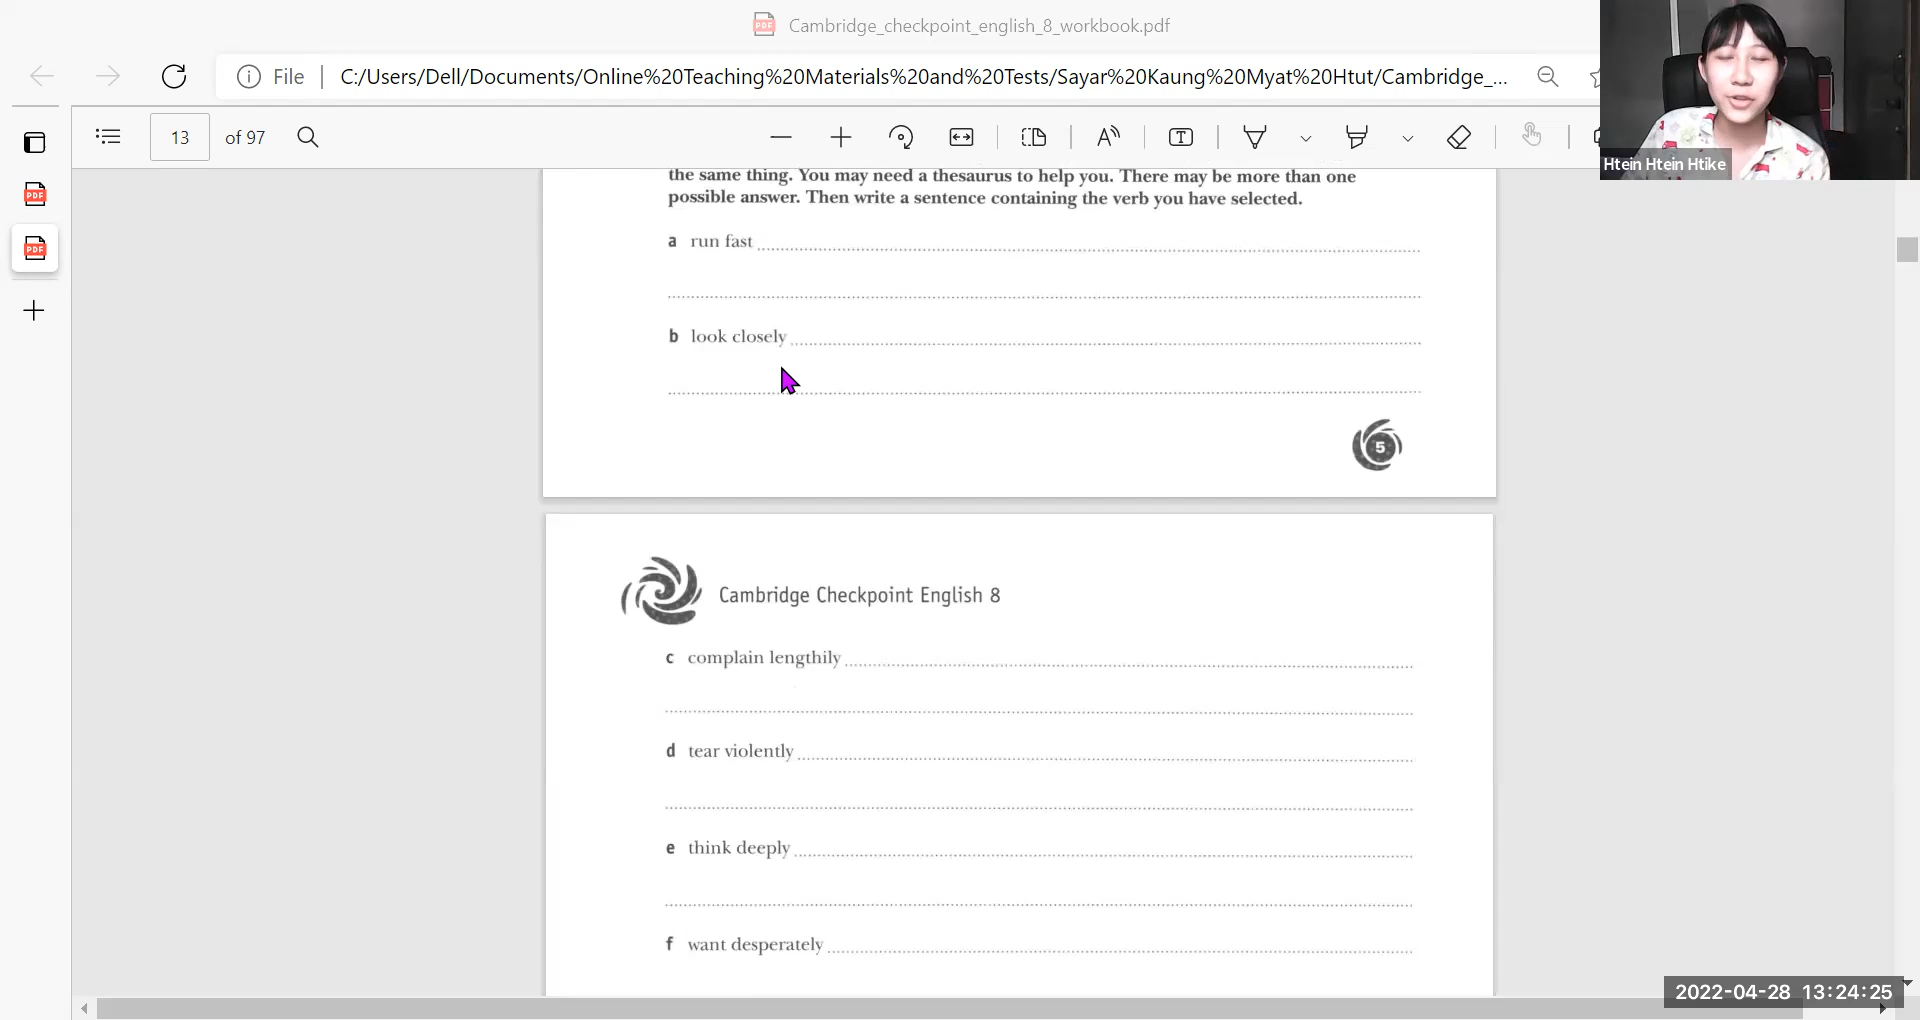 Cambridge_checkpoint_english_8_workbook.pdf
File C:/Users/Dell/Documents/Online%20Teaching%20Materials%20and%20Tests/Sayar%20Kaung%20Myat%20Htut/Cambridge_...
13 of 97
Htein Htein Htike
the same thing. You may need a thesaurus to help you. There may be more than one
possible answer. Then write a sentence containing the verb you have selected.
a run fast
b look closely
5
Cambridge Checkpoint English 8
c complain lengthily
d tear violently
e think deeply
f want desperately
2022-04-28 13:24:25